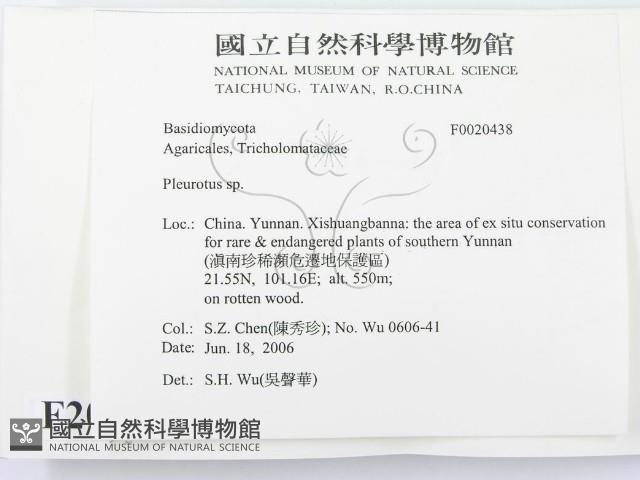 國立自然科學博物館
NATIONAL MUSEUM OF NATURAL SCIENCE
TAICHUNG, TAIWAN, R.O.CHINA
Basidiomycota F0020438
Agaricales, Tricholomataceae
Pleurotus sp.
Loc.: China. Yunnan. Xishuangbanna: the area of ex situ conservation
for rare & endangered plants of southern Yunnan
(滇南珍稀瀕危遷地保護區)
21.55N, 101.16E; alt. 550m;
on rotten wood.
Col.: S.Z. Chen(陳秀珍); No. Wu 0606-41
Date: Jun. 18, 2006
Det.: S.H. Wu(吳聲華)
F20
國立自然科學博物館
NATIONAL MUSEUM OF NATURAL SCIENCE